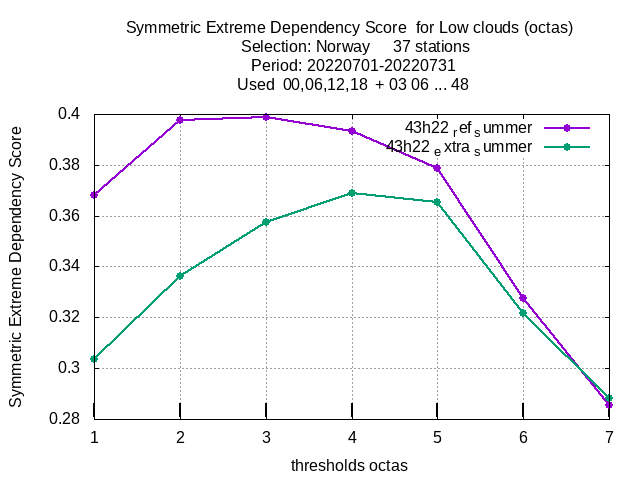 Symmetric Extreme Dependency Score  for Low clouds (octas)
Selection: Norway     37 stations
Period: 20220701-20220731
Used  00,06,12,18  + 03 06 ... 48
43h22 ref summer
43h22 extra summer
Symmetric Extreme Dependency Score
0.4
0.38
0.36
0.34
0.32
0.3
0.28
1 2 3 4 5 6 7
thresholds octas